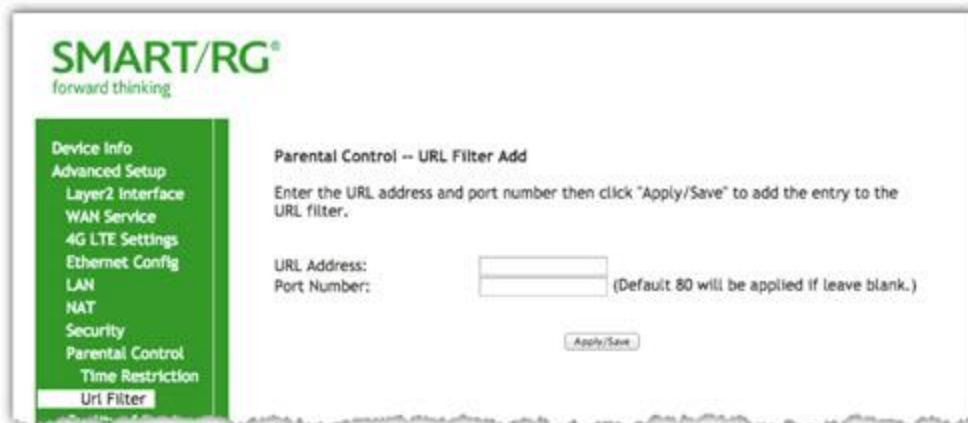 SMART/RG®
forward thinking
Device Info
Advanced Setup
Layer2 Interface
WAN Service
4G LTE Settings
Ethernet Config
LAN
NAT
Security
Parental Control
Time Restriction
Url Filter
Parental Control -- URL Filter Add
Enter the URL address and port number then click "Apply/Save" to add the entry to the
URL filter.
URL Address:
Port Number: (Default 80 will be applied if leave blank.)
Apply/Save